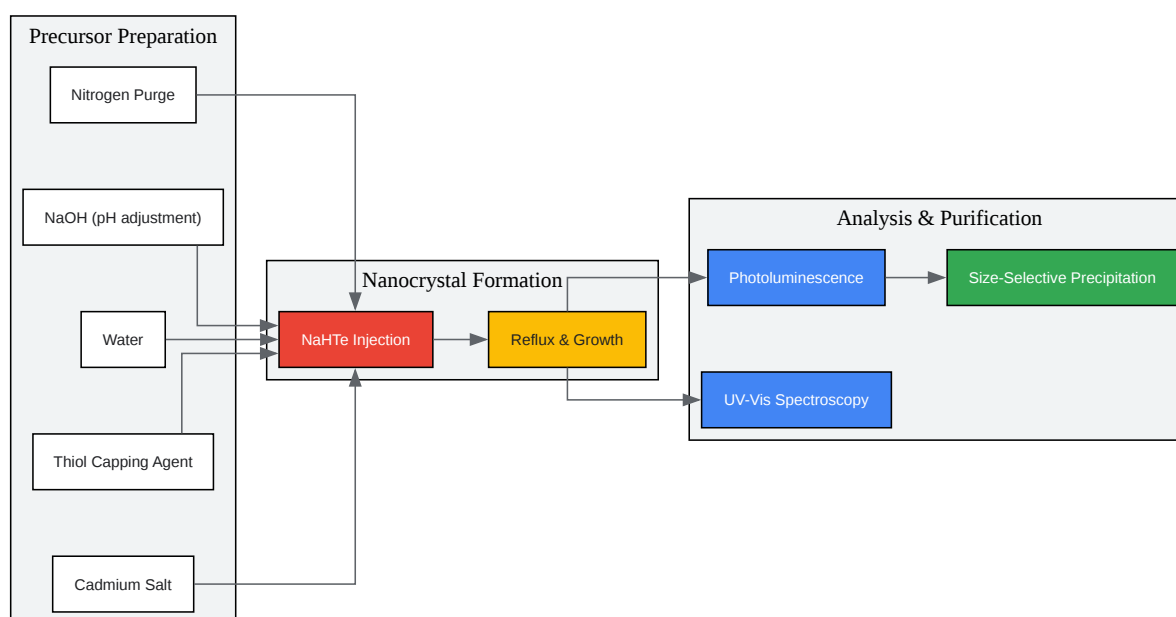 Precursor Preparation
Nitrogen Purge
NaOH (pH adjustment)
Water
Thiol Capping Agent
Cadmium Salt
Nanocrystal Formation
NaHTe Injection
Reflux & Growth
Analysis & Purification
Photoluminescence
Size-Selective Precipitation
UV-Vis Spectroscopy